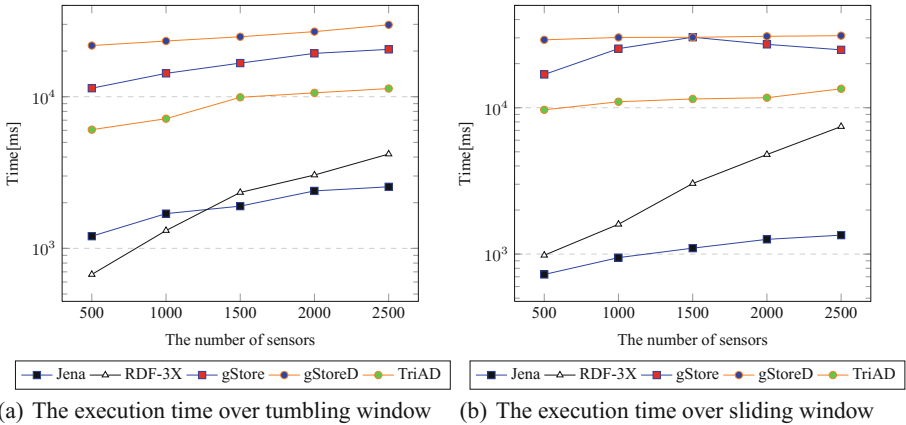 10^4
10^3
Time[ms]
500 1000 1500 2000 2500
The number of sensors
Jena RDF-3X gStore gStoreD TriAD
(a) The execution time over tumbling window
10^4
10^3
Time[ms]
500 1000 1500 2000 2500
The number of sensors
Jena RDF-3X gStore gStoreD TriAD
(b) The execution time over sliding window